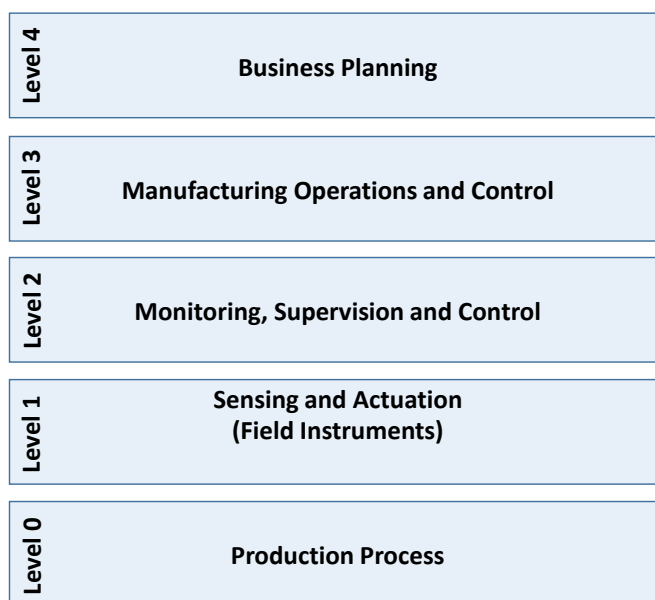 Level 4
Business Planning
Level 3
Manufacturing Operations and Control
Level 2
Monitoring, Supervision and Control
Level 1
Sensing and Actuation
(Field Instruments)
Level 0
Production Process